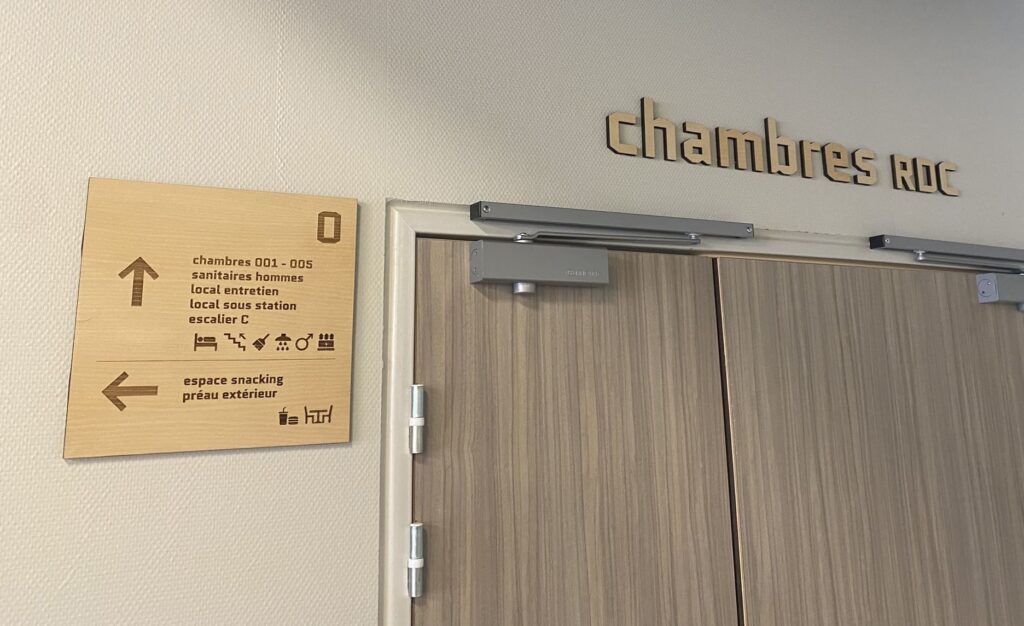 0
chambres 001 - 005
sanitaires hommes
local entretien
local sous station
escalier C
espace snacking
préau extérieur
chambres RDC